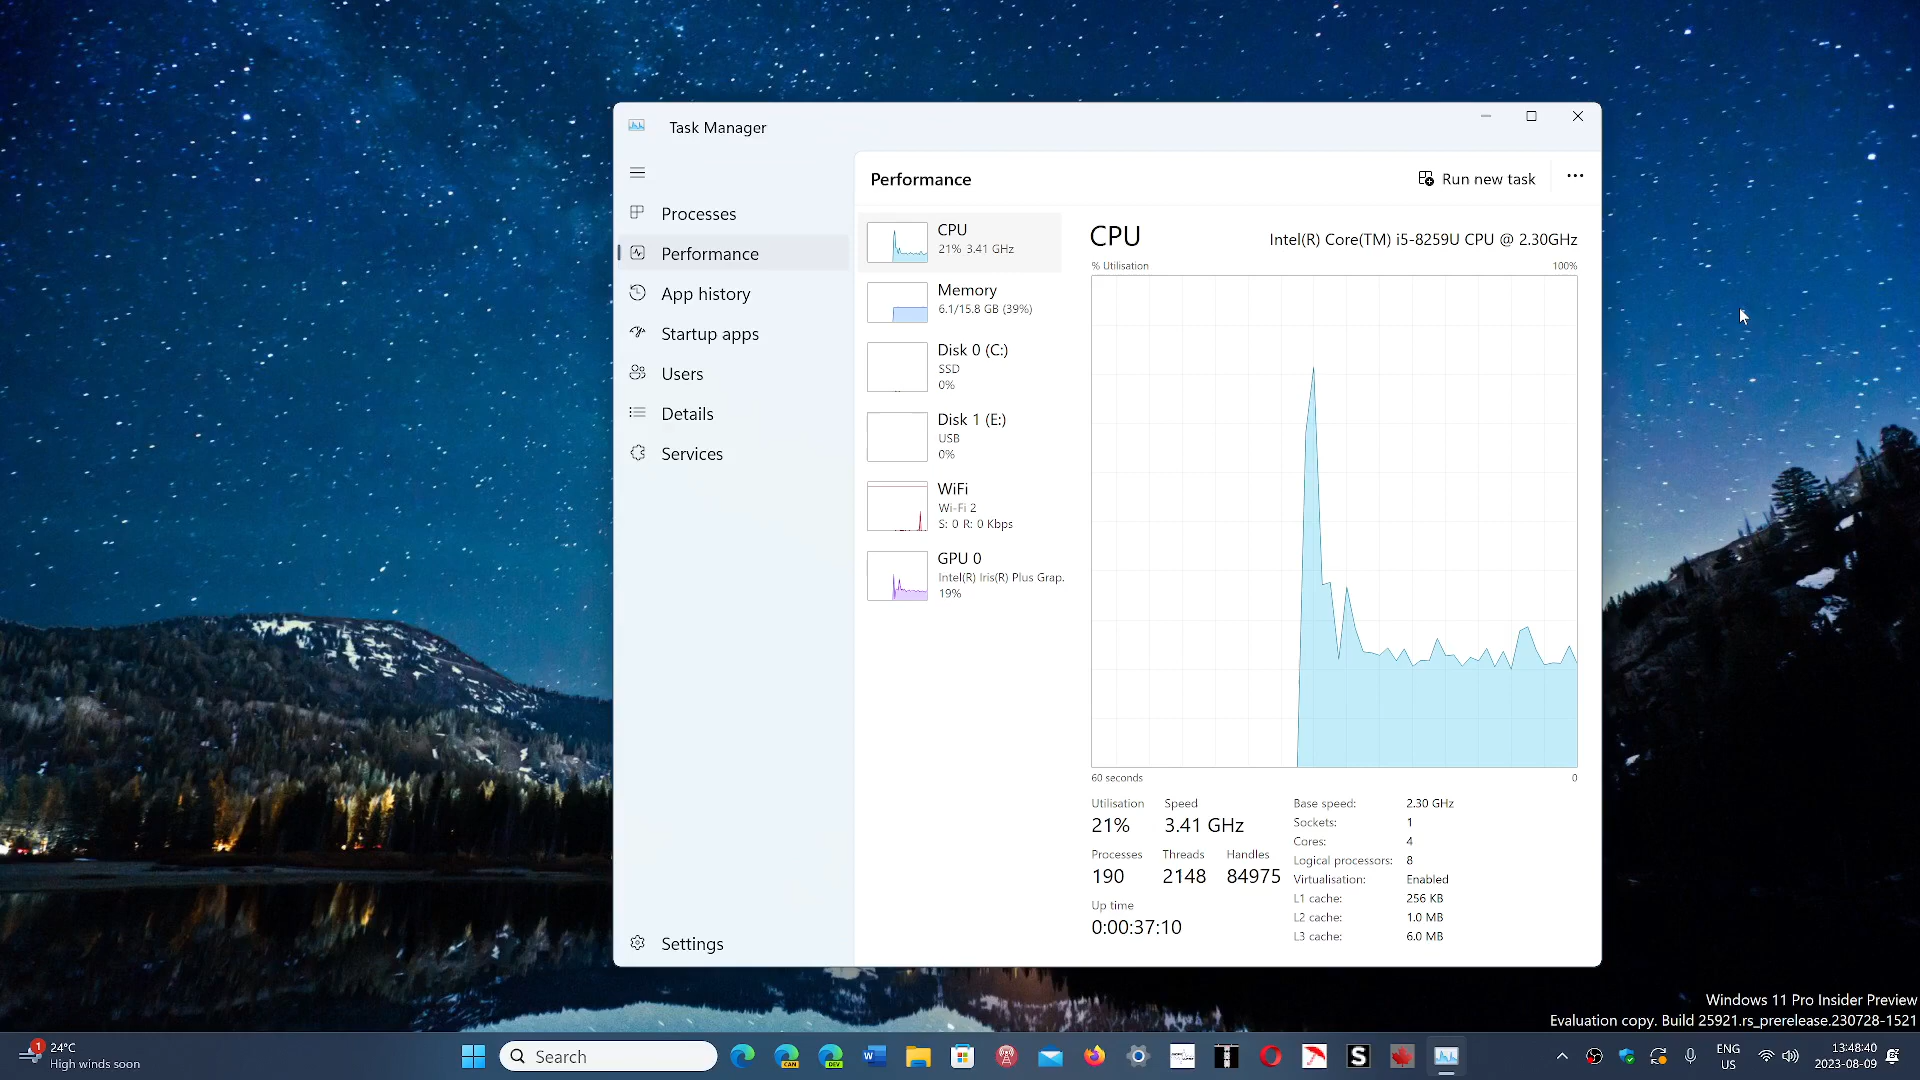 Task Manager
Processes
Performance
App history
Startup apps
Users
Details
Services
Settings
Performance
Run new task
CPU
21% 3.41 GHz
Memory
6.1/15.8 GB (39%)
Disk 0 (C:)
SSD
0%
Disk 1 (E:)
USB
0%
WiFi
Wi-Fi 2
S: 0 R: 0 Kbps
GPU 0
Intel(R) Iris(R) Plus Grap.
19%
CPU
Intel(R) Core(TM) i5-8259U CPU @ 2.30GHz
% Utilisation 100%
60 seconds 0
Utilisation Speed
21% 3.41 GHz
Processes Threads Handles
190 2148 84975
Up time
0:00:37:10
Base speed: 2.30 GHz
Sockets: 1
Cores: 4
Logical processors: 8
Virtualisation: Enabled
L1 cache: 256 KB
L2 cache: 1.0 MB
L3 cache: 6.0 MB
Windows 11 Pro Insider Preview
Evaluation copy. Build 25921.rs_prerelease.230728-1521
1
24°C
High winds soon
Search
CAN
DEV
W
S
ENG
US
13:48:40
2023-08-09